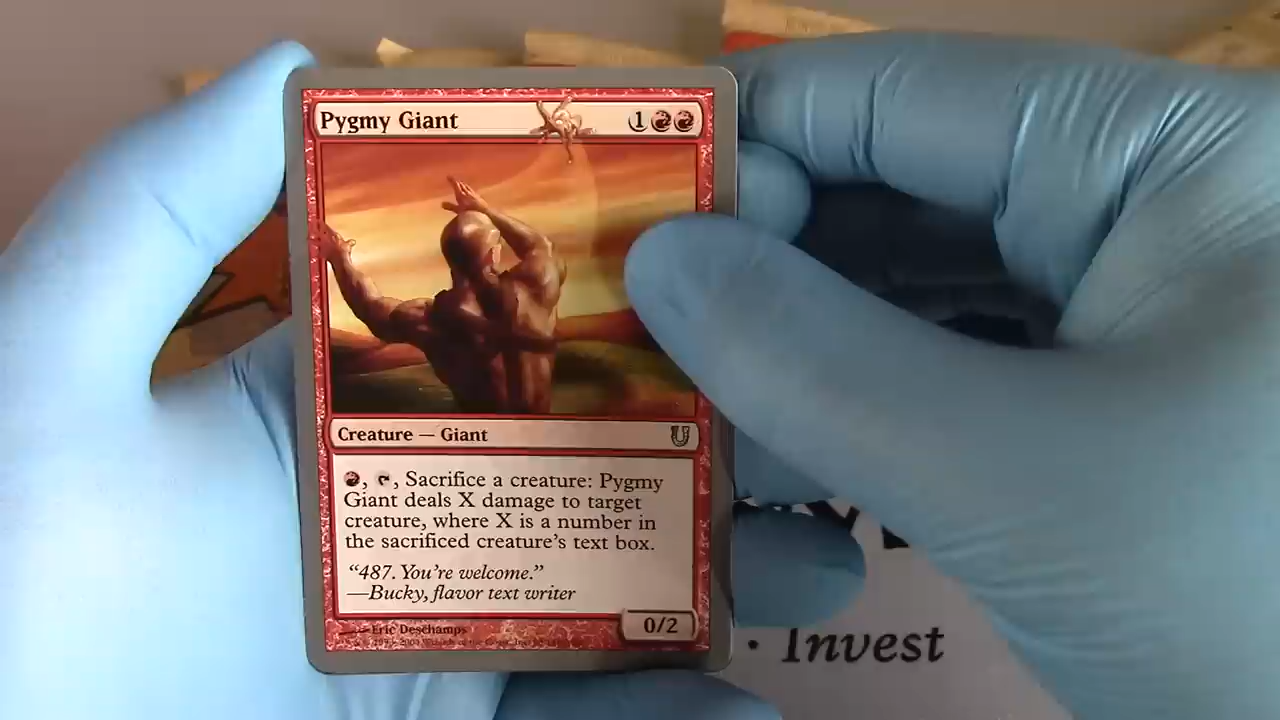 Pygmy Giant 1
Creature — Giant
, , Sacrifice a creature: Pygmy
Giant deals X damage to target
creature, where X is a number in
the sacrificed creature's text box.
“487. You're welcome.”
—Bucky, flavor text writer
0/2
Eric Deschamps
· Invest